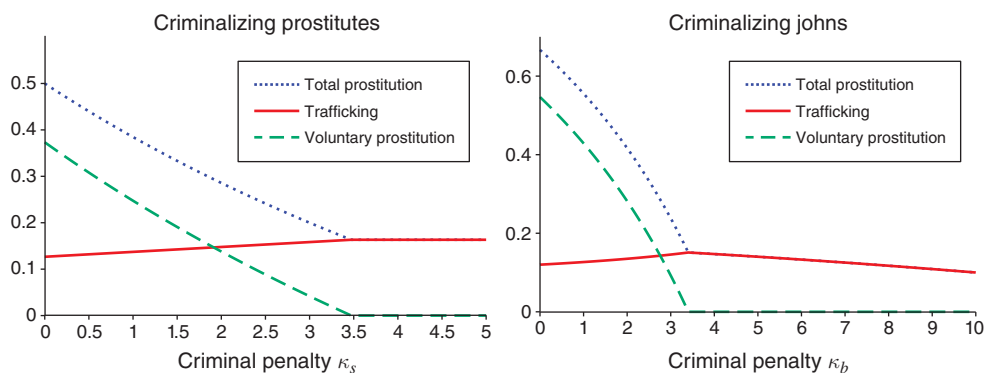 Criminalizing prostitutes
0.5
0.4
0.3
0.2
0.1
0
Total prostitution
Trafficking
Voluntary prostitution
0 0.5 1 1.5 2 2.5 3 3.5 4 4.5 5
Criminal penalty κs
Criminalizing johns
0.6
0.4
0.2
0
Total prostitution
Trafficking
Voluntary prostitution
0 1 2 3 4 5 6 7 8 9 10
Criminal penalty κb